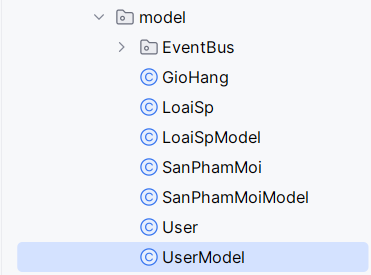 model
EventBus
GioHang
LoaiSp
LoaiSpModel
SanPhamMoi
SanPhamMoiModel
User
UserModel